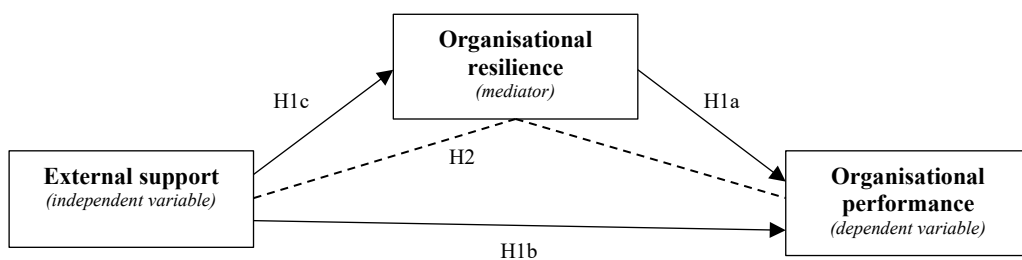 Organisational
resilience
(mediator)
H1c
H1a
H2
External support
(independent variable)
Organisational
performance
(dependent variable)
H1b